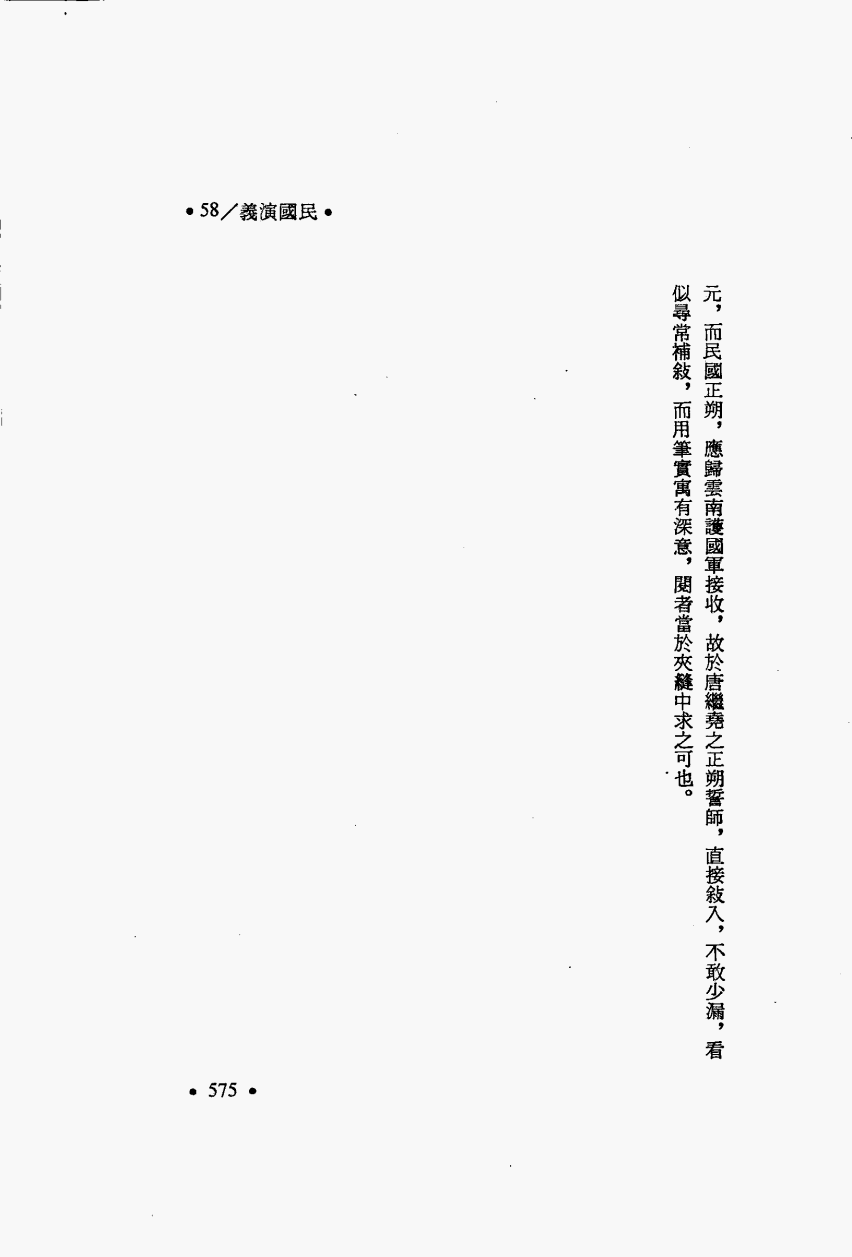 •58／義演國民•
元，而民國正朔，應歸雲南護國軍接收，故於唐繼堯之正朔誓師，直接敍入，不敢少漏，看
似尋常補敍，而用筆實寓有深意，閱者當於夾縫中求之可也。
• 575 •